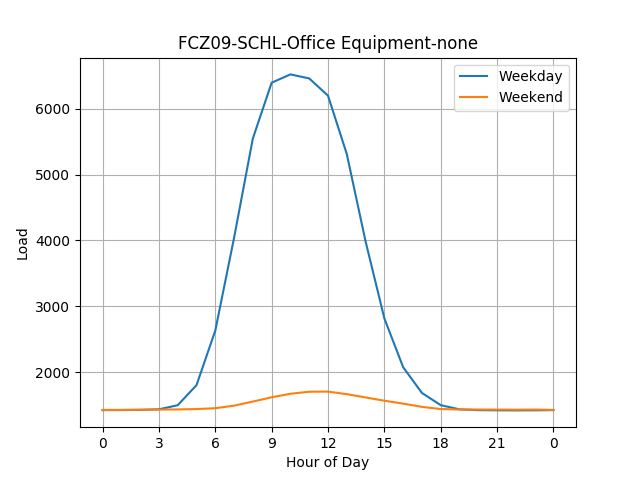 FCZ09-SCHL-Office Equipment-none
Weekday
Weekend
Load
6000
5000
4000
3000
2000
0 3 6 9 12 15 18 21 0
Hour of Day